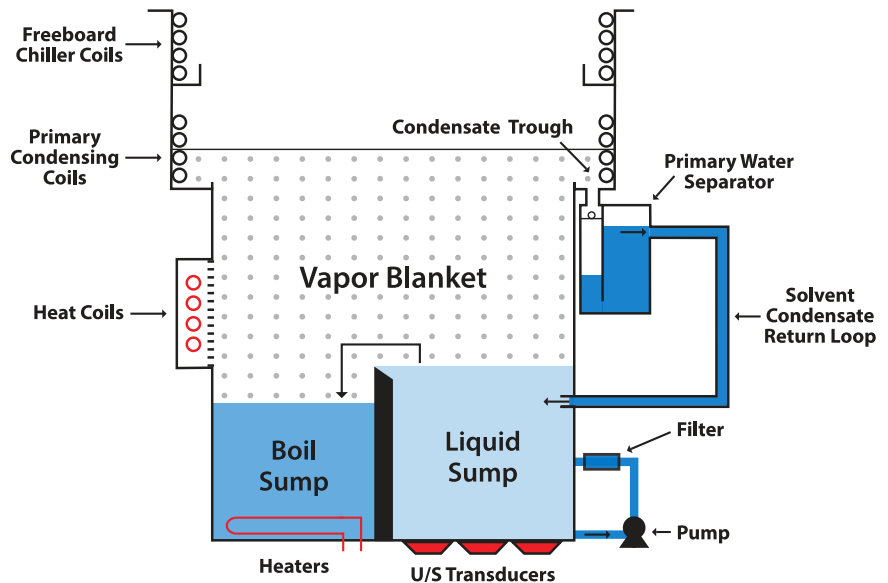 Freeboard
Chiller Coils
Primary
Condensing
Coils
Condensate Trough
Primary Water
Separator
Vapor Blanket
Heat Coils
Solvent
Condensate
Return Loop
Boil
Sump
Liquid
Sump
Filter
Pump
Heaters
U/S Transducers